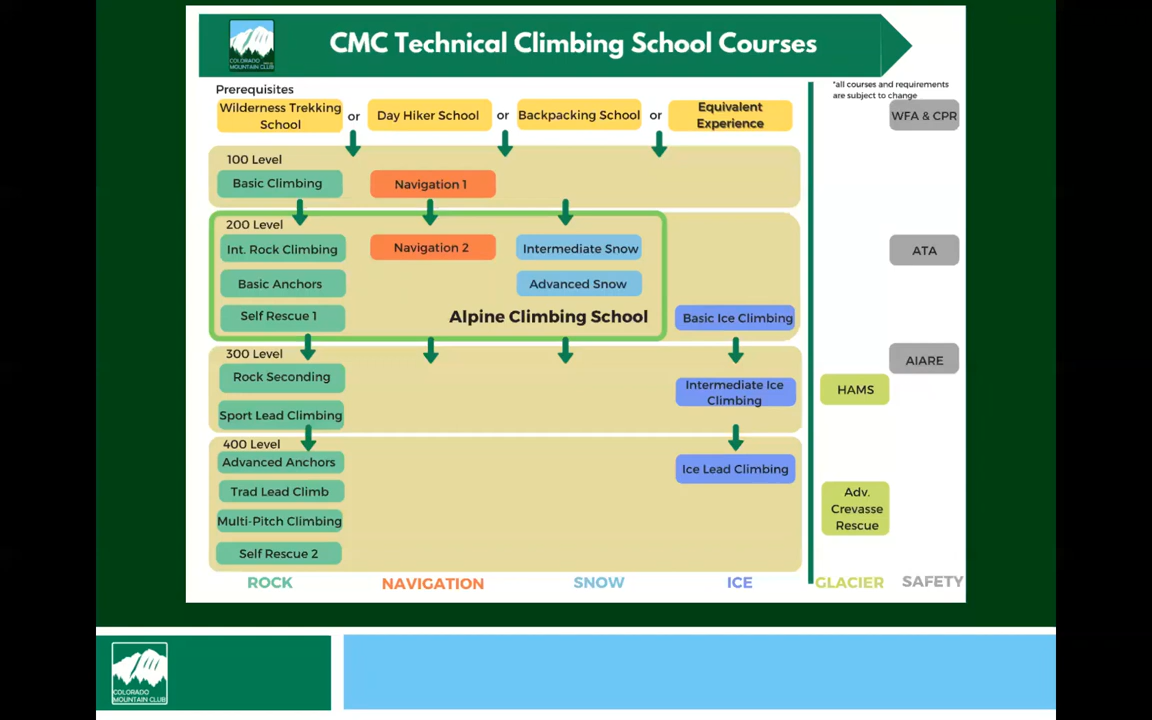 CMC Technical Climbing School Courses
COLORADO
MOUNTAIN CLUB
Prerequisites
*all courses and requirements
are subject to change
Wilderness Trekking
School
or
Day Hiker School
or
Backpacking School
or
Equivalent
Experience
WFA & CPR
100 Level
Basic Climbing
Navigation 1
200 Level
Int. Rock Climbing
Navigation 2
Intermediate Snow
ATA
Basic Anchors
Advanced Snow
Self Rescue 1
Alpine Climbing School
Basic Ice Climbing
300 Level
AIARE
Rock Seconding
Intermediate Ice
Climbing
HAMS
Sport Lead Climbing
400 Level
Advanced Anchors
Ice Lead Climbing
Trad Lead Climb
Adv.
Crevasse
Rescue
Multi-Pitch Climbing
Self Rescue 2
ROCK
NAVIGATION
SNOW
ICE
GLACIER
SAFETY
COLORADO
MOUNTAIN CLUB